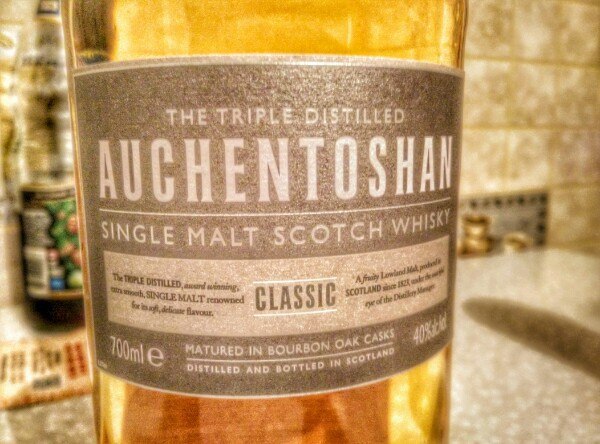 THE TRIPLE DISTILLED
AUCHENTOSHAN
SINGLE MALT SCOTCH WHISKY
The TRIPLE DISTILLED, award winning,
extra smooth, SINGLE MALT renowned
for its soft, delicate flavour.
CLASSIC
A fruity Lowland Malt, produced in
SCOTLAND since 1823, under the
eye of the Distillery Manager.
700ml e
MATURED IN BOURBON OAK CASKS
DISTILLED AND BOTTLED IN SCOTLAND
40%alc/vol